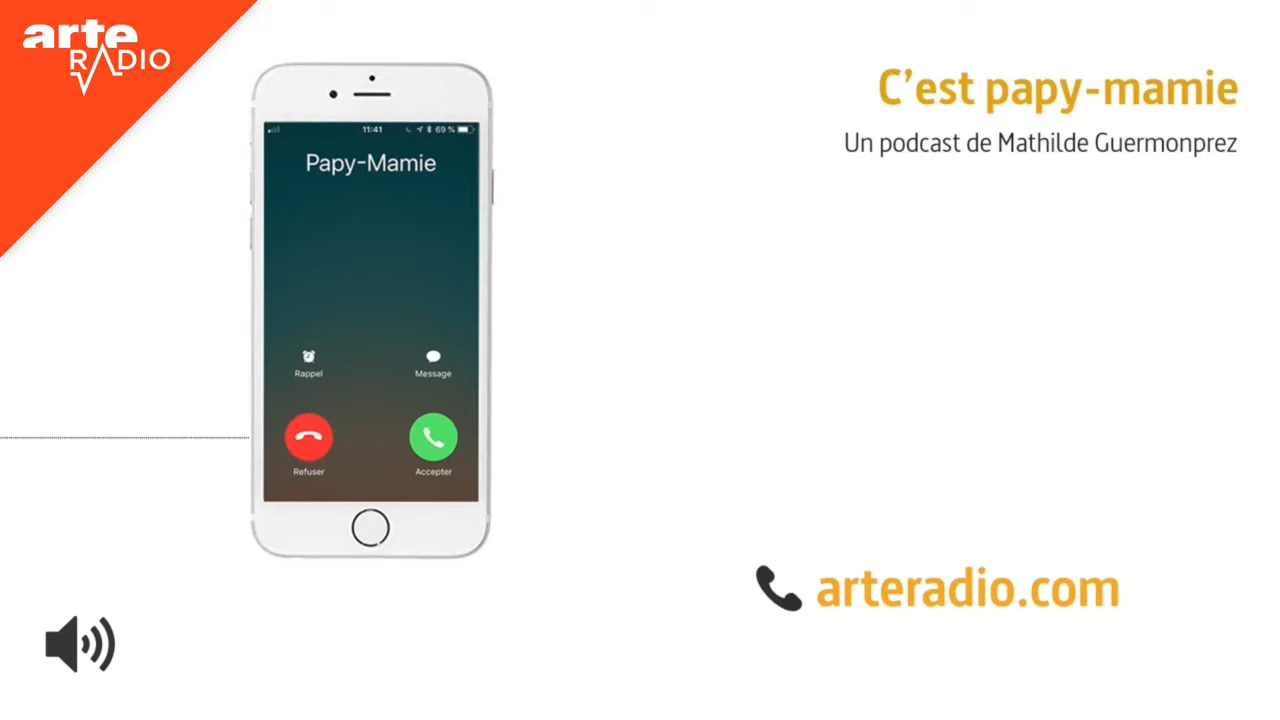 arte
RADIO
C'est papy-mamie
Un podcast de Mathilde Guermonprez
11:41
69 %
Papy-Mamie
Rappel
Message
Refuser
Accepter
arteradio.com